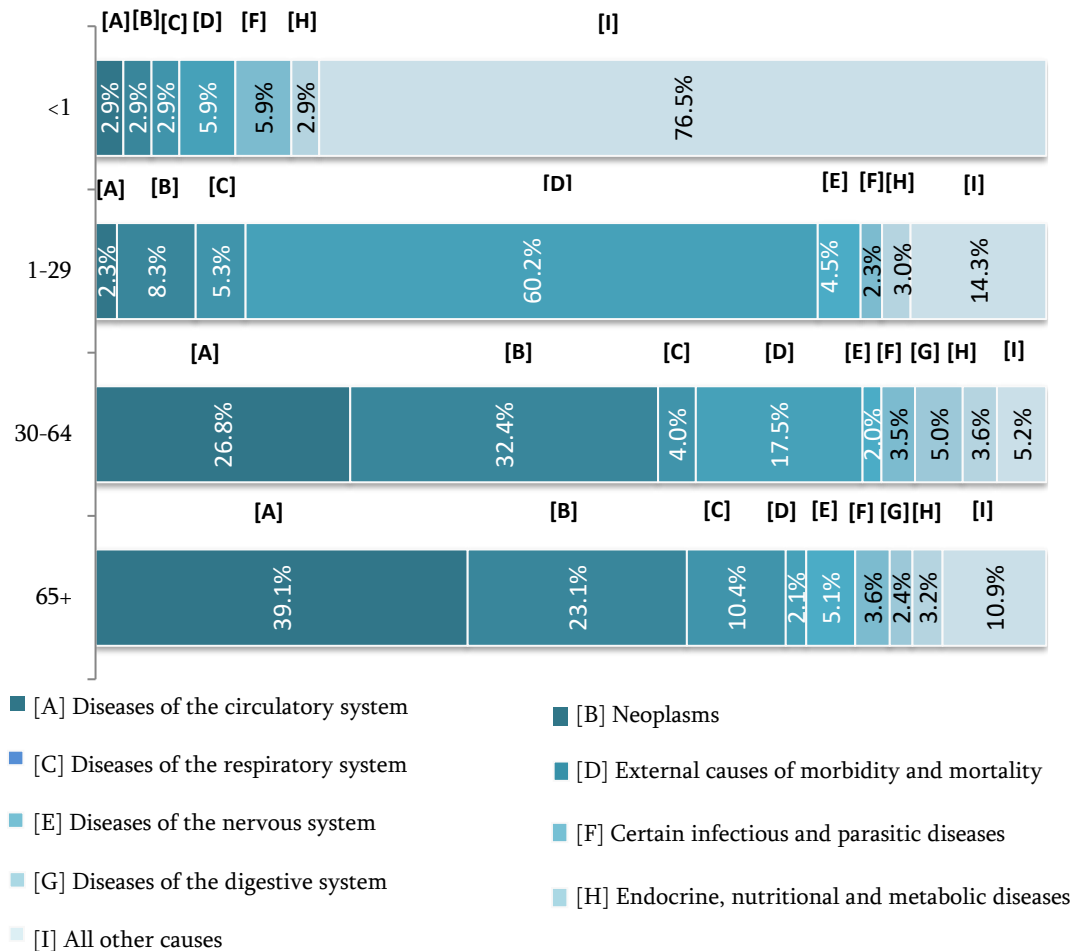 [A] [B] [C] [D] [F] [H] [I]
<1 2.9% 2.9% 2.9% 5.9% 5.9% 2.9% 76.5%
[A] [B] [C] [D] [E] [F] [H] [I]
1-29 2.3% 8.3% 5.3% 60.2% 4.5% 2.3% 3.0% 14.3%
[A] [B] [C] [D] [E] [F] [G] [H] [I]
30-64 26.8% 32.4% 4.0% 17.5% 2.0% 3.5% 5.0% 3.6% 5.2%
[A] [B] [C] [D] [E] [F] [G] [H] [I]
65+ 39.1% 23.1% 10.4% 2.1% 5.1% 3.6% 2.4% 3.2% 10.9%
[A] Diseases of the circulatory system
[B] Neoplasms
[C] Diseases of the respiratory system
[D] External causes of morbidity and mortality
[E] Diseases of the nervous system
[F] Certain infectious and parasitic diseases
[G] Diseases of the digestive system
[H] Endocrine, nutritional and metabolic diseases
[I] All other causes